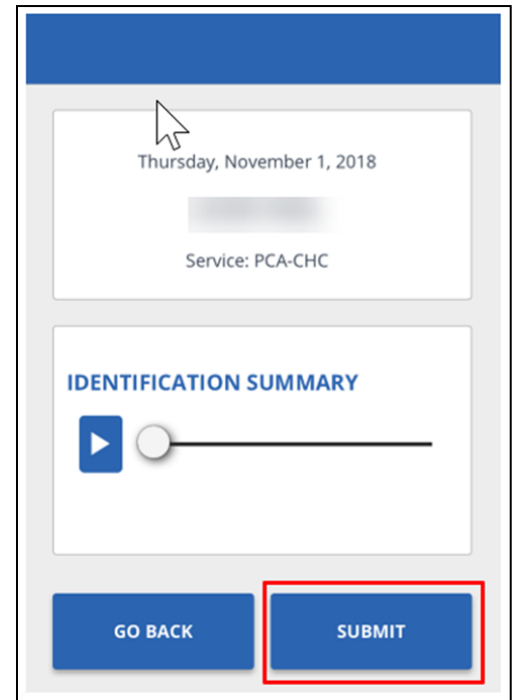 Thursday, November 1, 2018
Service: PCA-CHC
IDENTIFICATION SUMMARY
GO BACK
SUBMIT